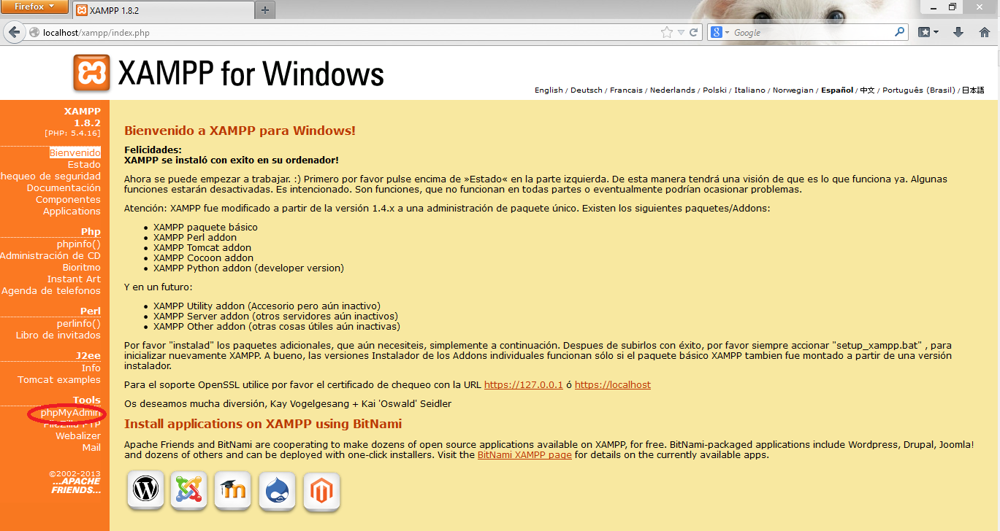 Firefox
XAMPP 1.8.2
localhost/xampp/index.php
Google
XAMPP for Windows
English / Deutsch / Francais / Nederlands / Polski / Italiano / Norwegian / Español / 中文 / Português (Brasil) / 日本語
XAMPP
1.8.2
[PHP: 5.4.16]
Bienvenido
Estado
hequeo de seguridad
Documentación
Componentes
Applications
Php
phpinfo()
Administración de CD
Bioritmo
Instant Art
Agenda de telefonos
Perl
perlinfo()
Libro de invitados
J2ee
Info
Tomcat examples
Tools
phpMyAdmin
FileZilla FTP
Webalizer
Mail
©2002-2013
...APACHE
FRIENDS...
Bienvenido a XAMPP para Windows!
Felicidades:
XAMPP se instaló con exito en su ordenador!
Ahora se puede empezar a trabajar. :) Primero por favor pulse encima de »Estado« en la parte izquierda. De esta manera tendrá una visión de que es lo que funciona ya. Algunas
funciones estarán desactivadas. Es intencionado. Son funciones, que no funcionan en todas partes o eventualmente podrían ocasionar problemas.
Atención: XAMPP fue modificado a partir de la versión 1.4.x a una administración de paquete único. Existen los siguientes paquetes/Addons:
• XAMPP paquete básico
• XAMPP Perl addon
• XAMPP Tomcat addon
• XAMPP Cocoon addon
• XAMPP Python addon (developer version)
Y en un futuro:
• XAMPP Utility addon (Accesorio pero aún inactivo)
• XAMPP Server addon (otros servidores aún inactivos)
• XAMPP Other addon (otras cosas útiles aún inactivas)
Por favor "instalad" los paquetes adicionales, que aún necesiteis, simplemente a continuación. Despues de subirlos con éxito, por favor siempre accionar "setup_xampp.bat" , para
inicializar nuevamente XAMPP. A bueno, las versiones Instalador de los Addons individuales funcionan sólo si el paquete básico XAMPP tambien fue montado a partir de una versión
instalador.
Para el soporte OpenSSL utilice por favor el certificado de chequeo con la URL https://127.0.0.1 ó https://localhost
Os deseamos mucha diversión, Kay Vogelgesang + Kai 'Oswald' Seidler
Install applications on XAMPP using BitNami
Apache Friends and BitNami are cooperating to make dozens of open source applications available on XAMPP, for free. BitNami-packaged applications include Wordpress, Drupal, Joomla!
and dozens of others and can be deployed with one-click installers. Visit the BitNami XAMPP page for details on the currently available apps.